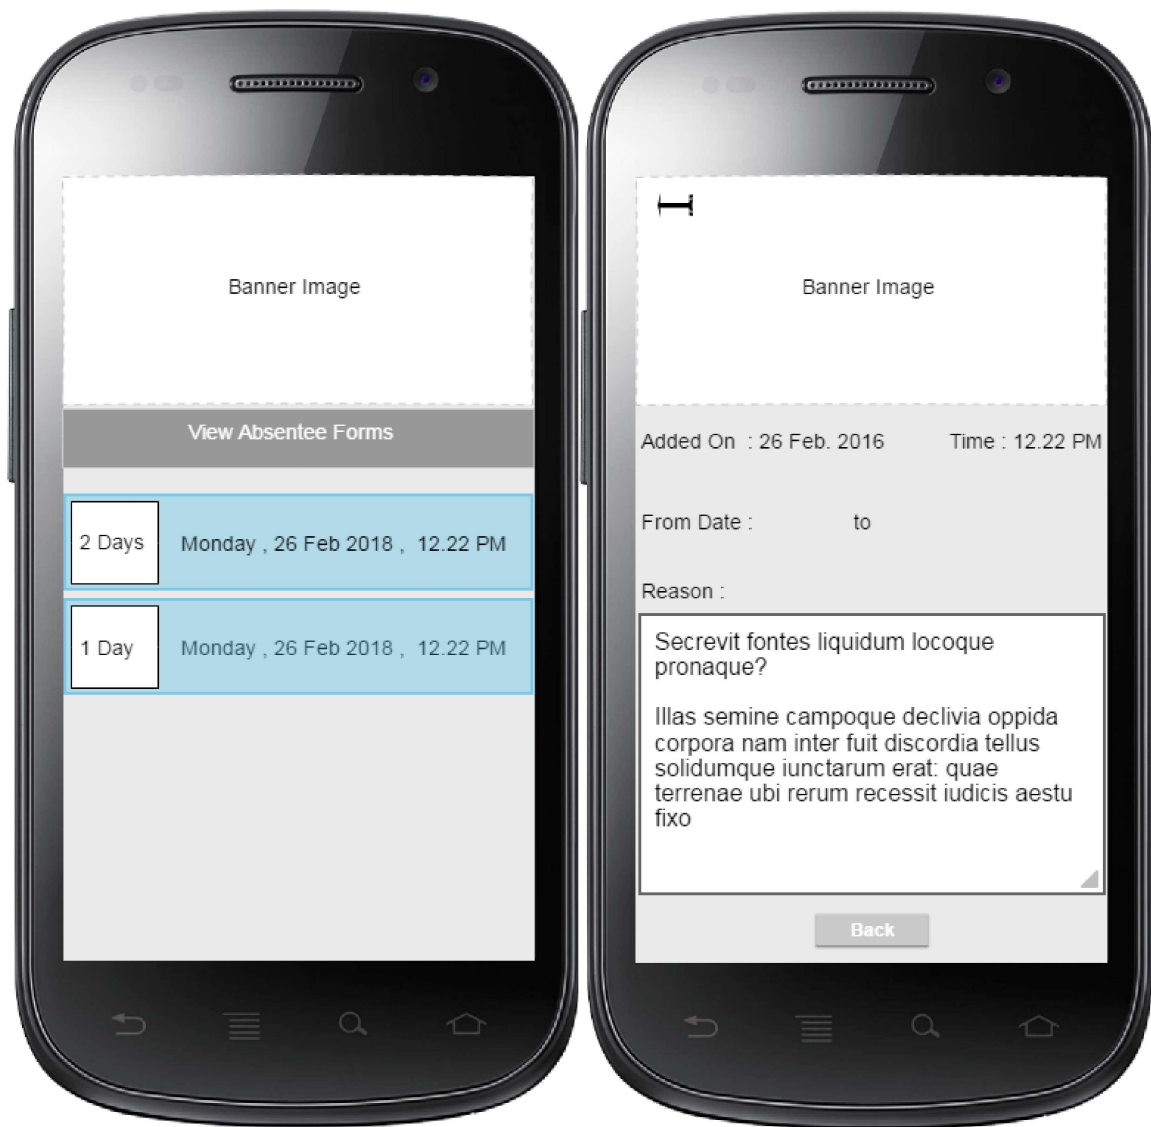 Banner Image
View Absentee Forms
2 Days
Monday , 26 Feb 2018 , 12.22 PM
1 Day
Monday , 26 Feb 2018 , 12.22 PM
Banner Image
Added On : 26 Feb. 2016 Time : 12.22 PM
From Date : to
Reason :
Secrevit fontes liquidum locoque
pronaque?
Illas semine campoque declivia oppida
corpora nam inter fuit discordia tellus
solidumque iunctarum erat: quae
terrenae ubi rerum recessit iudicis aestu
fixo
Back